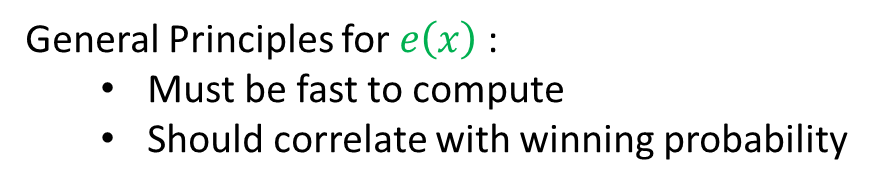 General Principles for e(x) :
• Must be fast to compute
• Should correlate with winning probability